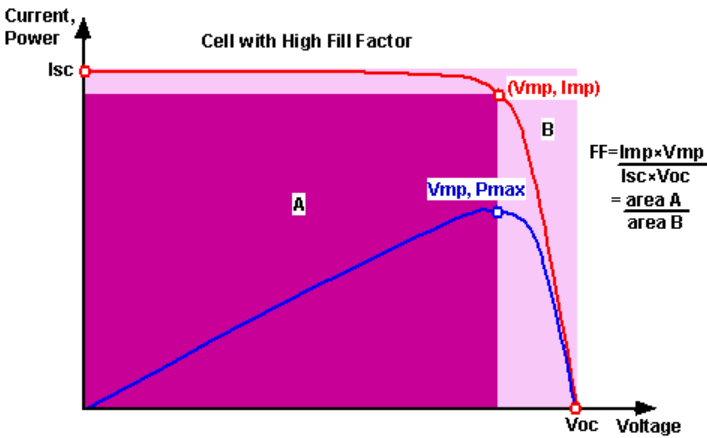 Current,
Power
Cell with High Fill Factor
Isc
(Vmp, Imp)
B
FF=Imp×Vmp
Isc×Voc
= area A
area B
Vmp, Pmax
A
Voc
Voltage